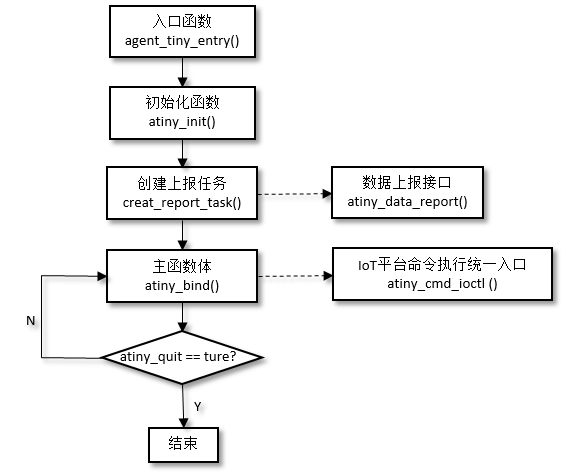 入口函数
agent_tiny_entry()
初始化函数
atiny_init()
创建上报任务
creat_report_task()
数据上报接口
atiny_data_report()
主函数体
atiny_bind()
IoT平台命令执行统一入口
atiny_cmd_ioctl ()
N
atiny_quit == ture?
Y
结束